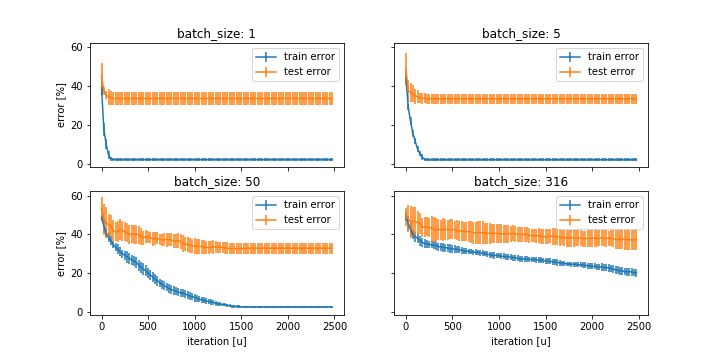 batch_size: 1
60
40
20
0
error [%]
train error
test error
batch_size: 5
train error
test error
batch_size: 50
60
40
20
0
error [%]
train error
test error
0 500 1000 1500 2000 2500
iteration [u]
batch_size: 316
train error
test error
0 500 1000 1500 2000 2500
iteration [u]